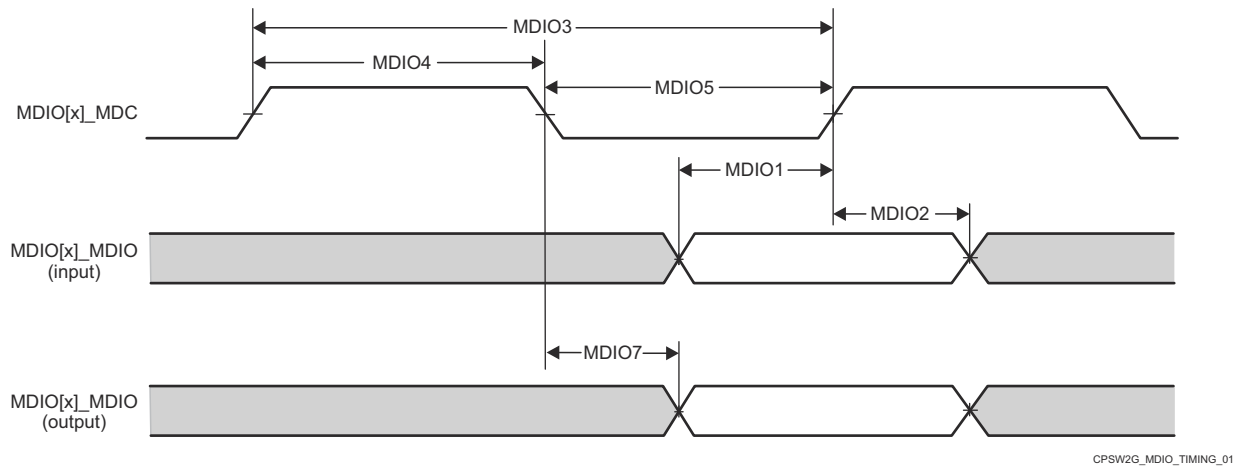 MDIO3
MDIO4
MDIO5
MDIO[x]_MDC
MDIO1
MDIO2
MDIO[x]_MDIO
(input)
MDIO7
MDIO[x]_MDIO
(output)
CPSW2G_MDIO_TIMING_01